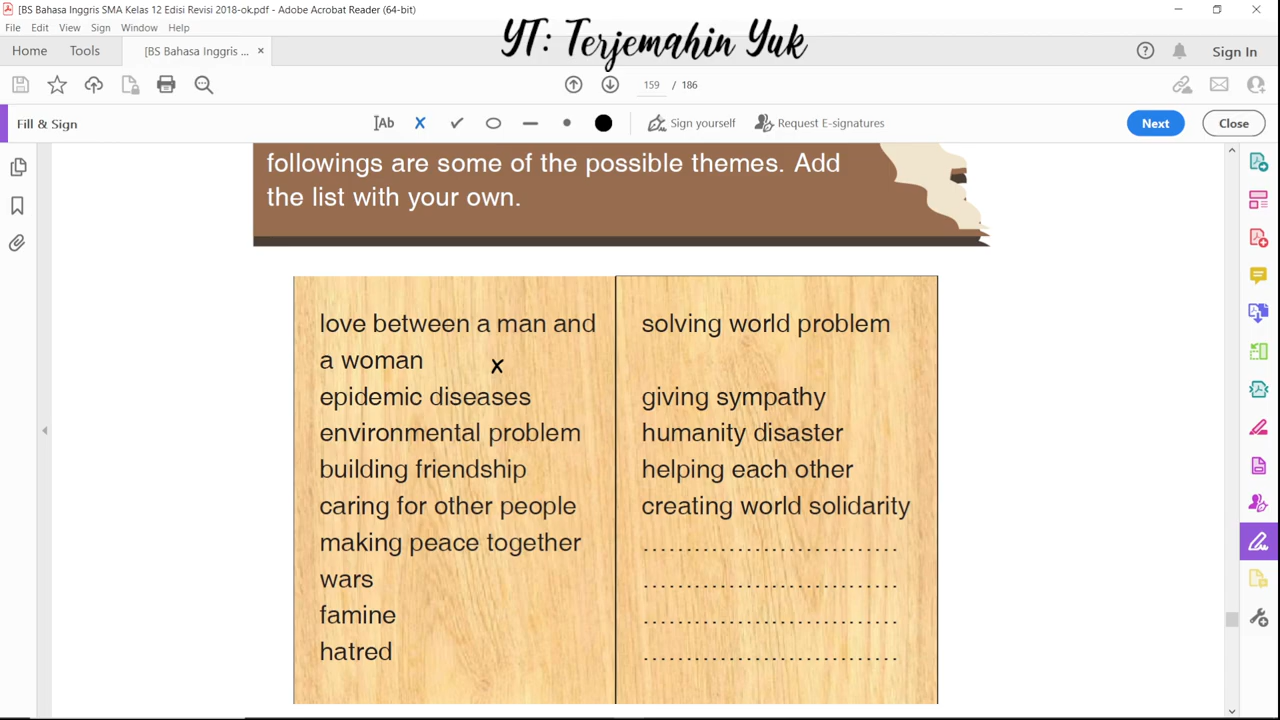 [BS Bahasa Inggris SMA Kelas 12 Edisi Revisi 2018-ok.pdf - Adobe Acrobat Reader (64-bit)
File Edit View Sign Window Help
YT: Terjemahin Yuk
Home Tools [BS Bahasa Inggris ... × Sign In
159 / 186
Fill & Sign Ab Sign yourself Request E-signatures Next Close
followings are some of the possible themes. Add
the list with your own.
love between a man and
a woman
epidemic diseases
environmental problem
building friendship
caring for other people
making peace together
wars
famine
hatred
solving world problem
giving sympathy
humanity disaster
helping each other
creating world solidarity
..............................
..............................
..............................
..............................